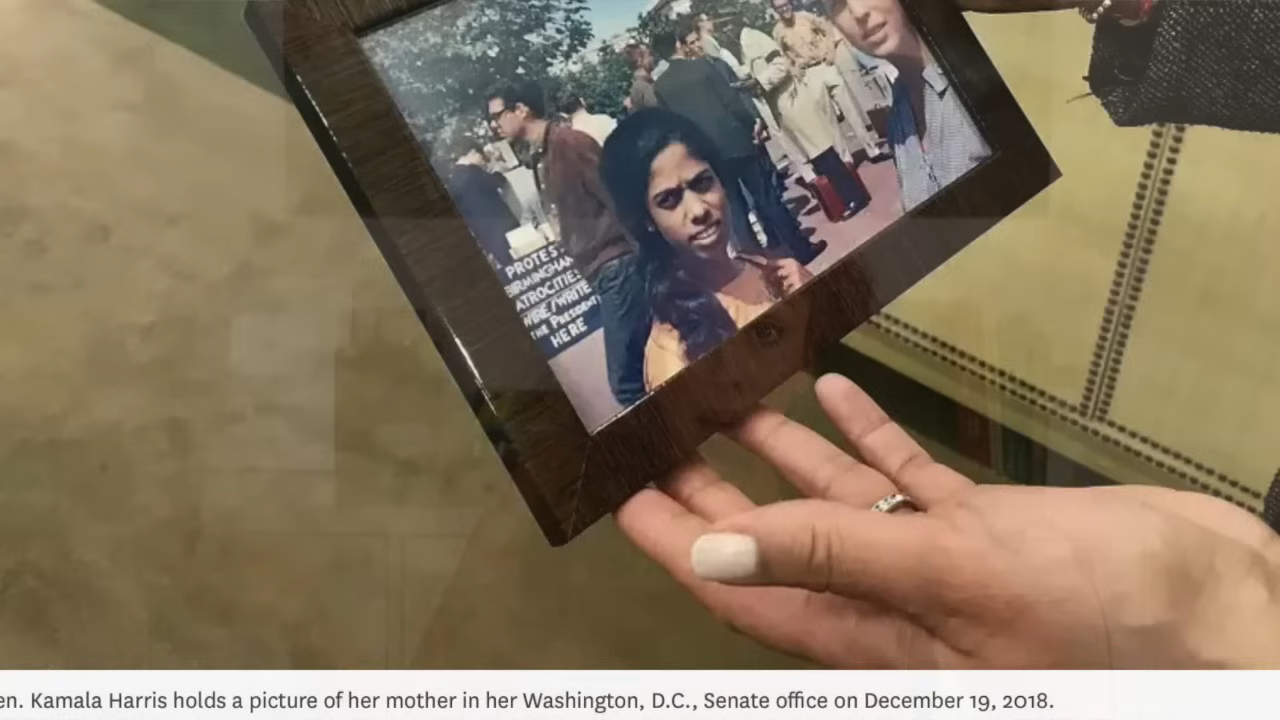 PROTEST
BIRMINGHAM
ATROCITIES
WIRE/WRITE
THE PRESIDENT
HERE
en. Kamala Harris holds a picture of her mother in her Washington, D.C., Senate office on December 19, 2018.